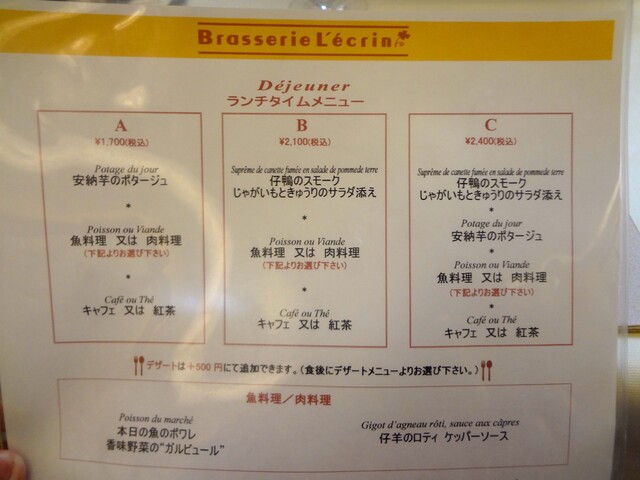 Brasserie L'écrin
Déjeuner
ランチタイムメニュー
A
¥1,700(税込)
Potage du jour
安納芋のポタージュ
*
Poisson ou Viande
魚料理 又は 肉料理
(下記よりお選び下さい)
*
Café ou Thé
キャフェ 又は 紅茶
B
¥2,100(税込)
Suprême de canette fumée en salade de pommede terre
仔鴨のスモーク
じゃがいもときゅうりのサラダ添え
*
Poisson ou Viande
魚料理 又は 肉料理
(下記よりお選び下さい)
*
Café ou Thé
キャフェ 又は 紅茶
C
¥2,400(税込)
Suprême de canette fumée en salade de pommede terre
仔鴨のスモーク
じゃがいもときゅうりのサラダ添え
*
Potage du jour
安納芋のポタージュ
*
Poisson ou Viande
魚料理 又は 肉料理
(下記よりお選び下さい)
*
Café ou Thé
キャフェ 又は 紅茶
デザートは+500円にて追加できます。(食後にデザートメニューよりお選び下さい。)
魚料理/肉料理
Poisson du marché
本日の魚のポワレ
香味野菜の"ガルビュール"
Gigot d'agneau rôti, sauce aux câpres
仔羊のロティ ケッパーソース